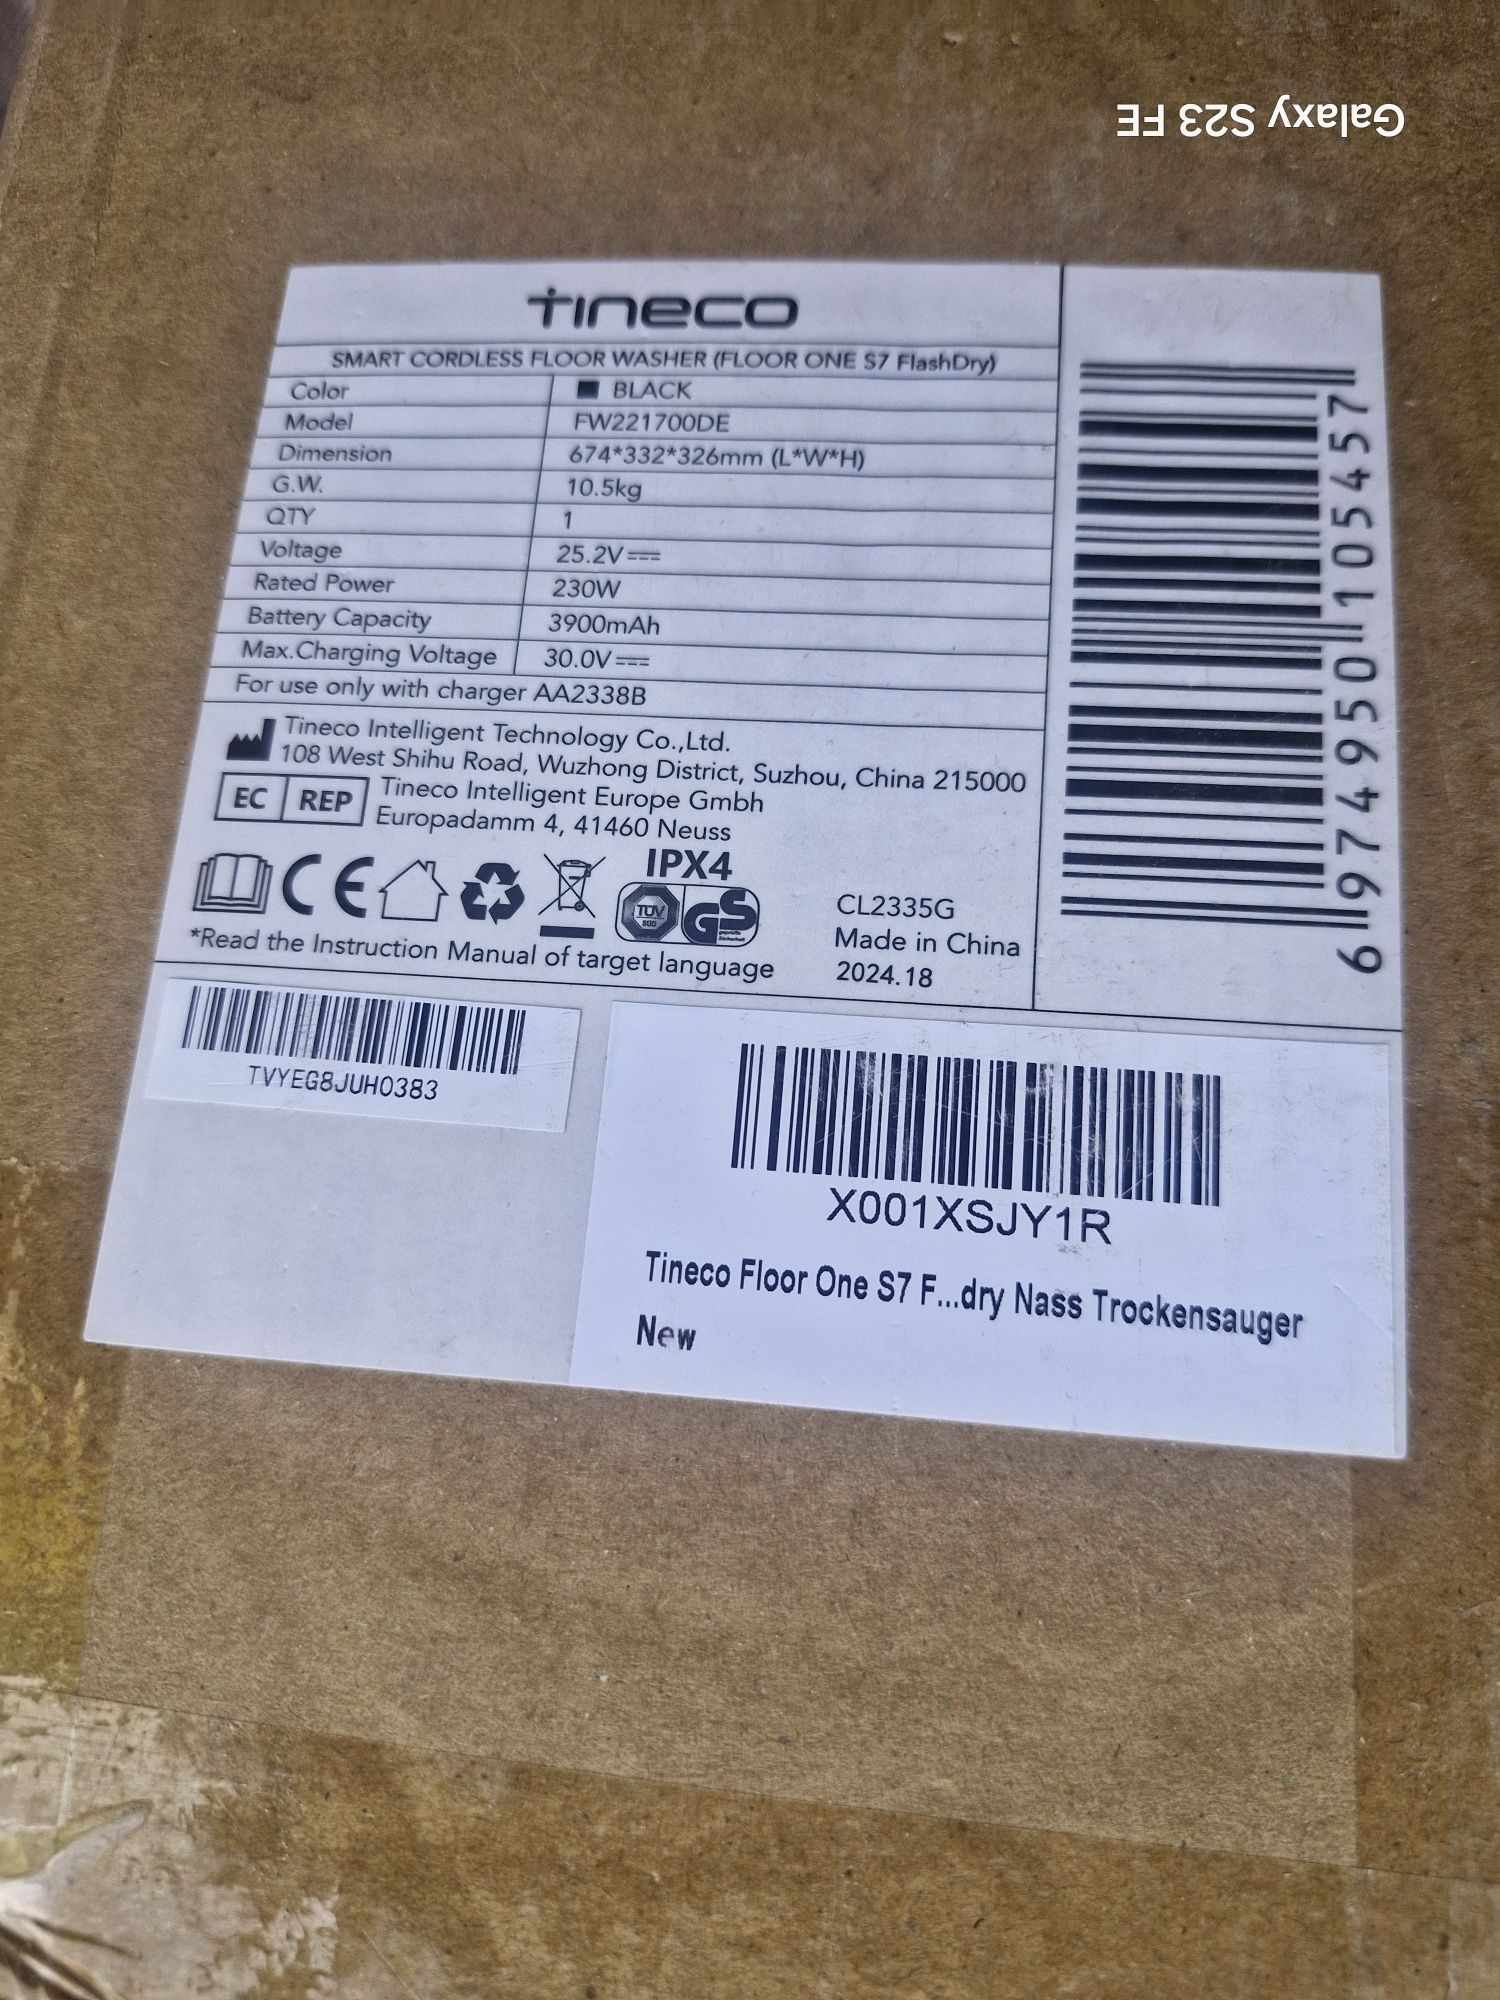 Galaxy S23 FE
Tineco
SMART CORDLESS FLOOR WASHER (FLOOR ONE S7 FlashDry)
Color BLACK
Model FW221700DE
Dimension 674*332*326mm (L*W*H)
G.W. 10.5kg
QTY 1
Voltage 25.2V⎓
Rated Power 230W
Battery Capacity 3900mAh
Max.Charging Voltage 30.0V⎓
For use only with charger AA2338B
Tineco Intelligent Technology Co.,Ltd.
108 West Shihu Road, Wuzhong District, Suzhou, China 215000
EC REP
Tineco Intelligent Europe Gmbh
Europadamm 4, 41460 Neuss
CE
IPX4
TÜV
SÜD
GS
geprüfte
Sicherheit
*Read the Instruction Manual of target language
CL2335G
Made in China
2024.18
6974950105457
TVYEG8JUH0383
X001XSJY1R
Tineco Floor One S7 F...dry Nass Trockensauger
New